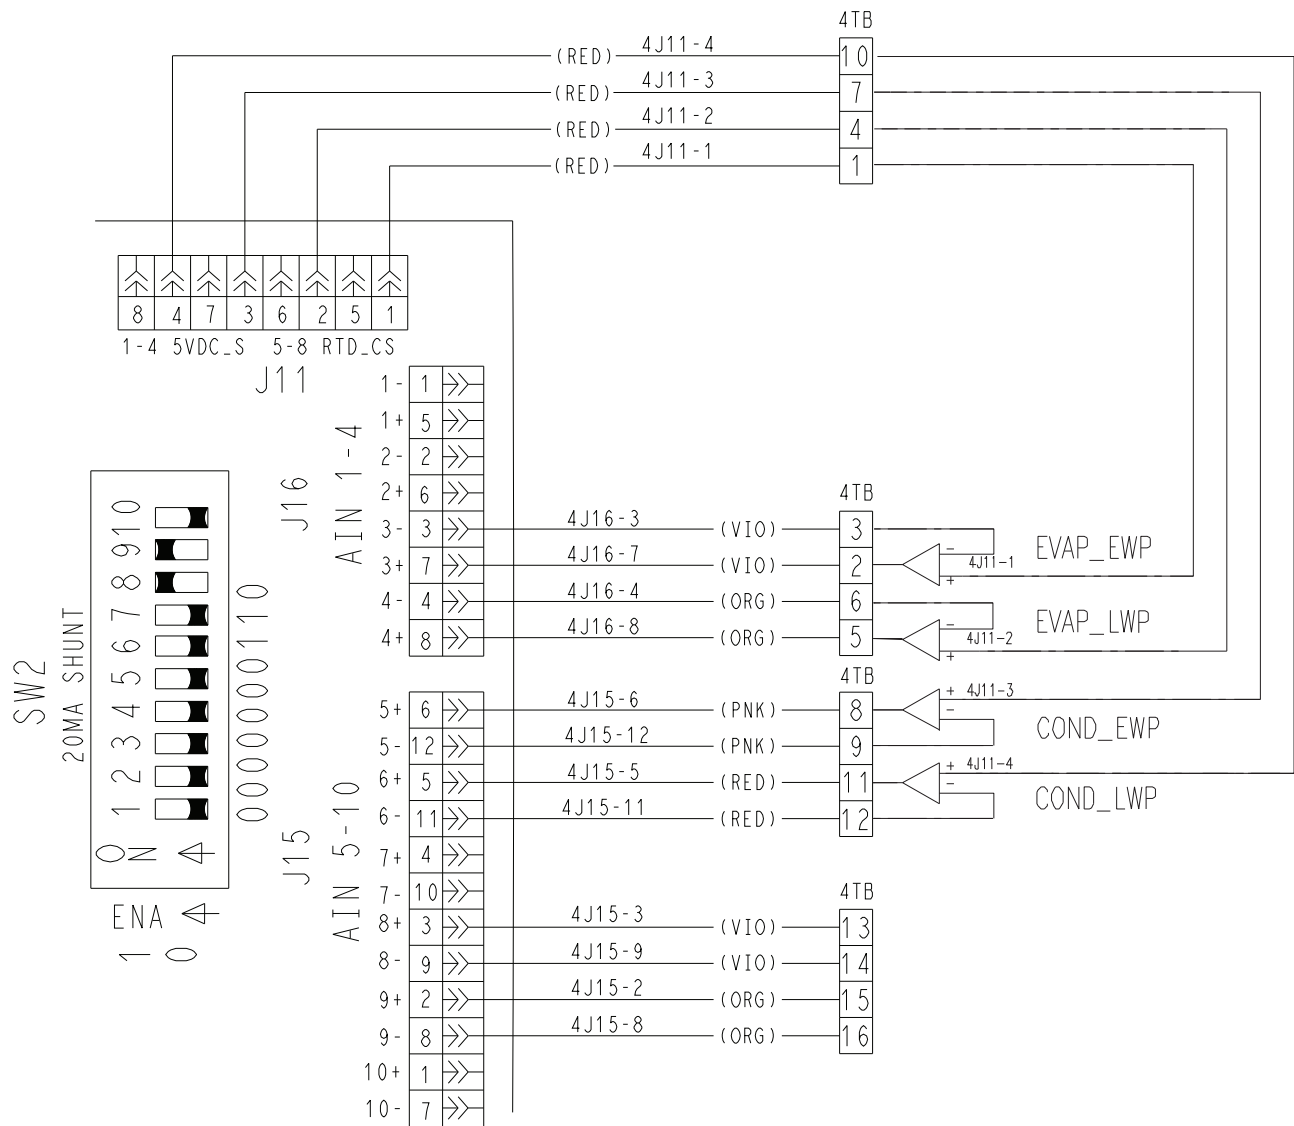 4TB
(RED) 4J11-4 10
(RED) 4J11-3 7
(RED) 4J11-2 4
(RED) 4J11-1 1
8 4 7 3 6 2 5 1
1-4 5VDC_S 5-8 RTD_CS
J11
J16
AIN 1-4
1- 1
1+ 5
2- 2
2+ 6
4TB
3- 3 4J16-3 (VIO) 3
3+ 7 4J16-7 (VIO) 2
4- 4 4J16-4 (ORG) 6
4+ 8 4J16-8 (ORG) 5
- 4J11-1 + EVAP_EWP
- 4J11-2 + EVAP_LWP
J15
AIN 5-10
4TB
5+ 6 4J15-6 (PNK) 8
5- 12 4J15-12 (PNK) 9
6+ 5 4J15-5 (RED) 11
6- 11 4J15-11 (RED) 12
+ 4J11-3 - COND_EWP
+ 4J11-4 - COND_LWP
7+ 4
7- 10
4TB
8+ 3 4J15-3 (VIO) 13
8- 9 4J15-9 (VIO) 14
9+ 2 4J15-2 (ORG) 15
9- 8 4J15-8 (ORG) 16
10+ 1
10- 7
SW2
20MA SHUNT
1 2 3 4 5 6 7 8 9 10
0000000110
ON
ENA
1 0